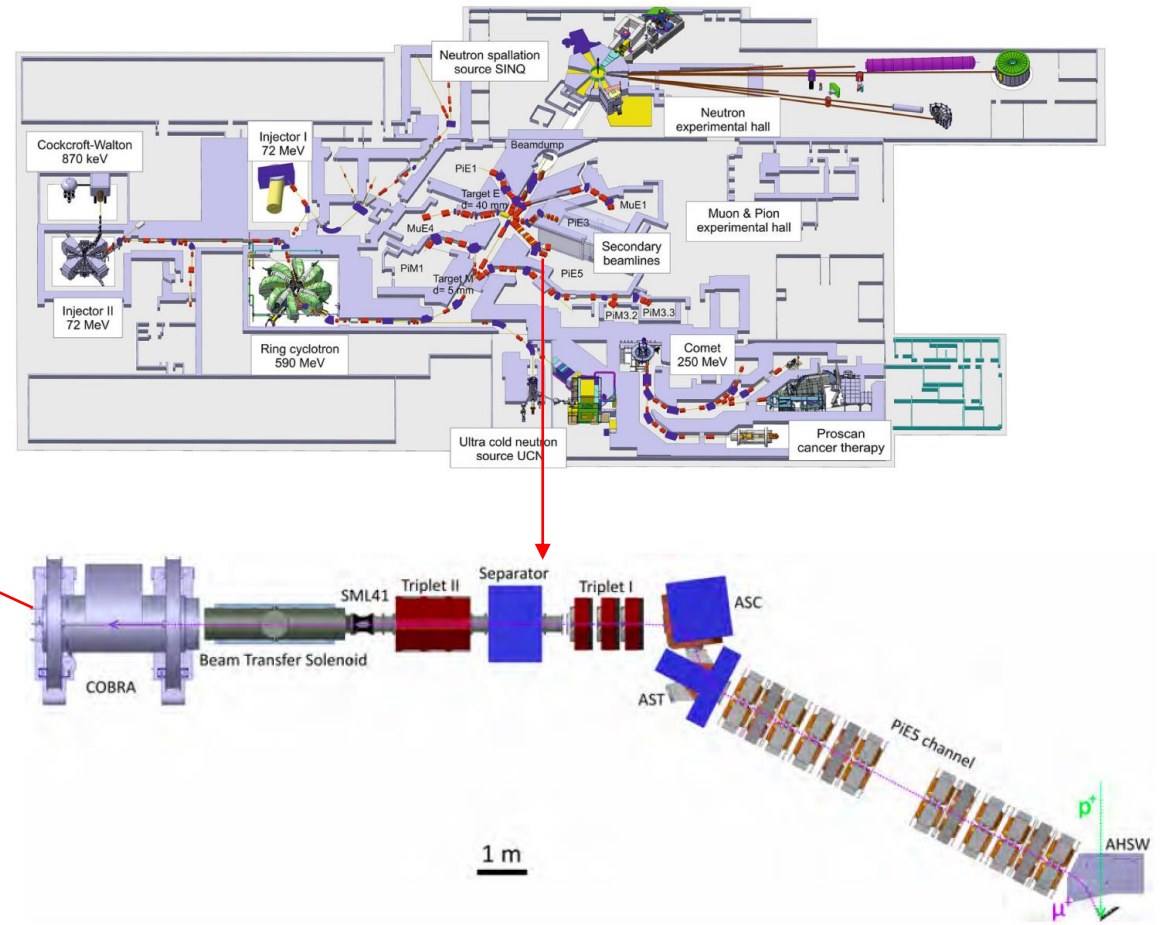 Neutron spallation
source SINQ
Cockcroft-Walton
870 keV
Injector I
72 MeV
Neutron
experimental hall
Beamdump
PiE1
Target E
d= 40 mm
MuE1
PiE3
MuE4
Muon & Pion
experimental hall
Secondary
beamlines
PiM1
Target M
d= 5 mm
PiE5
Injector II
72 MeV
PiM3.2
PiM3.3
Ring cyclotron
590 MeV
Comet
250 MeV
Ultra cold neutron
source UCN
Proscan
cancer therapy
COBRA
Beam Transfer Solenoid
SML41
Triplet II
Separator
Triplet I
ASC
AST
PiE5 channel
1 m
p+
AHSW
μ+